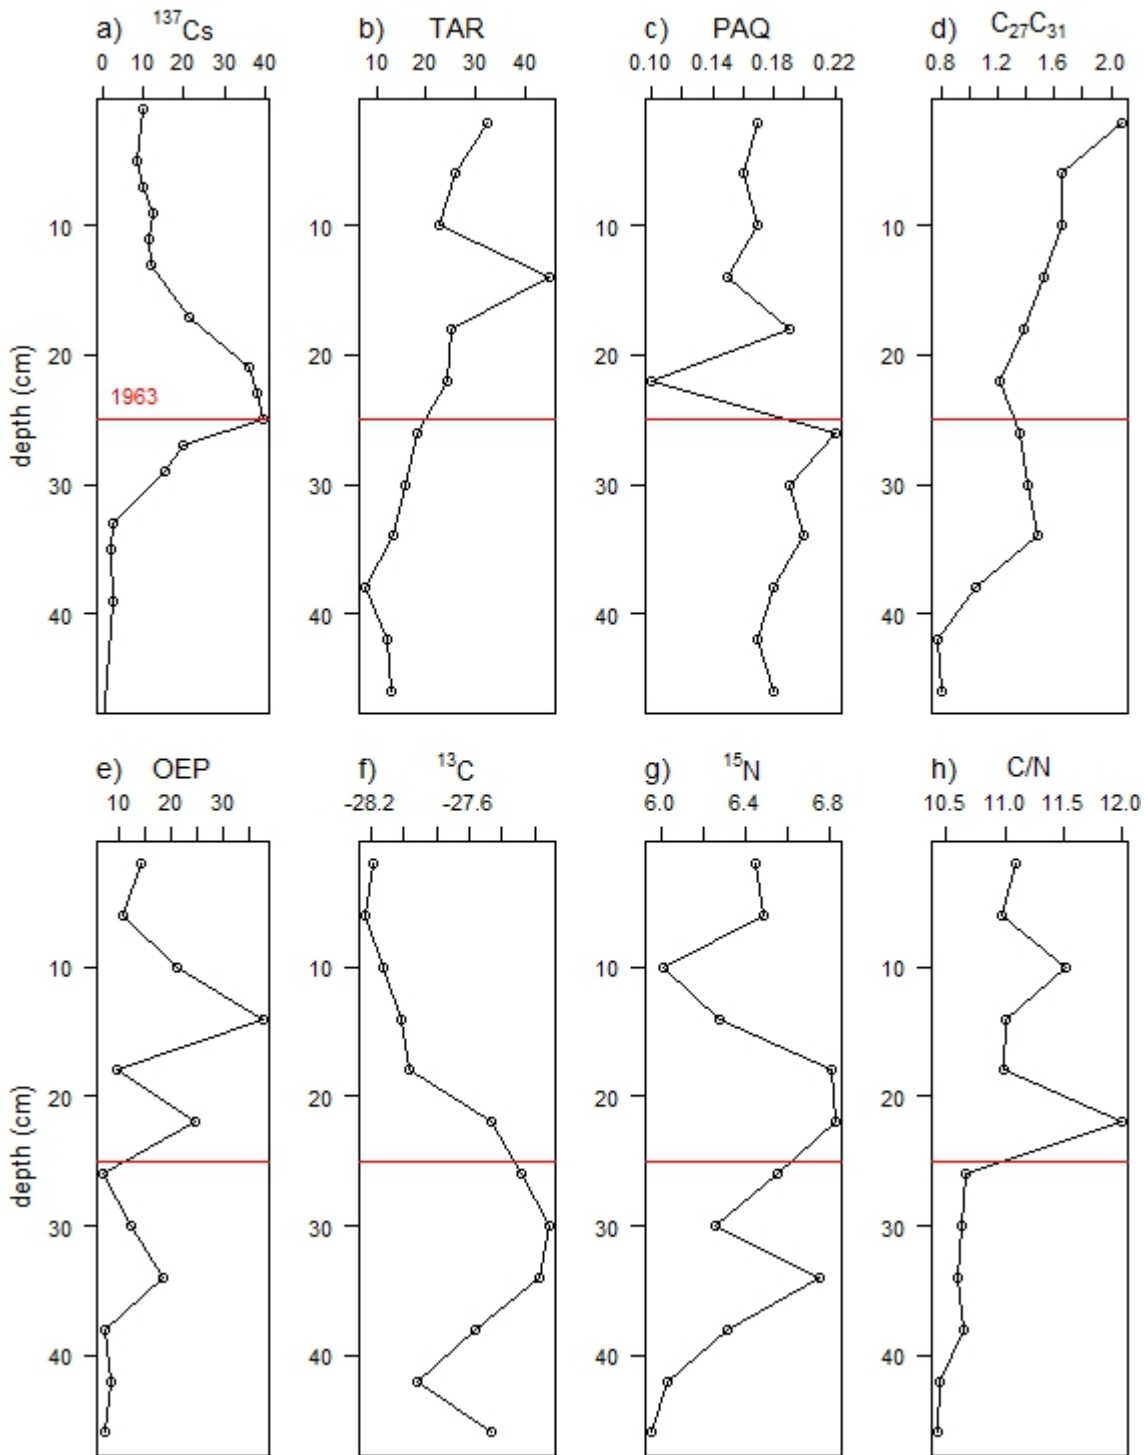 a) ¹³⁷Cs b) TAR c) PAQ d) C₂₇C₃₁
0 10 20 30 40 10 20 30 40 0.10 0.14 0.18 0.22 0.8 1.2 1.6 2.0
10 10 10 10
20 20 20 20
1963
30 30 30 30
40 40 40 40
depth (cm)
e) OEP f) ¹³C g) ¹⁵N h) C/N
10 20 30 -28.2 -27.6 6.0 6.4 6.8 10.5 11.0 11.5 12.0
10 10 10 10
20 20 20 20
30 30 30 30
40 40 40 40
depth (cm)